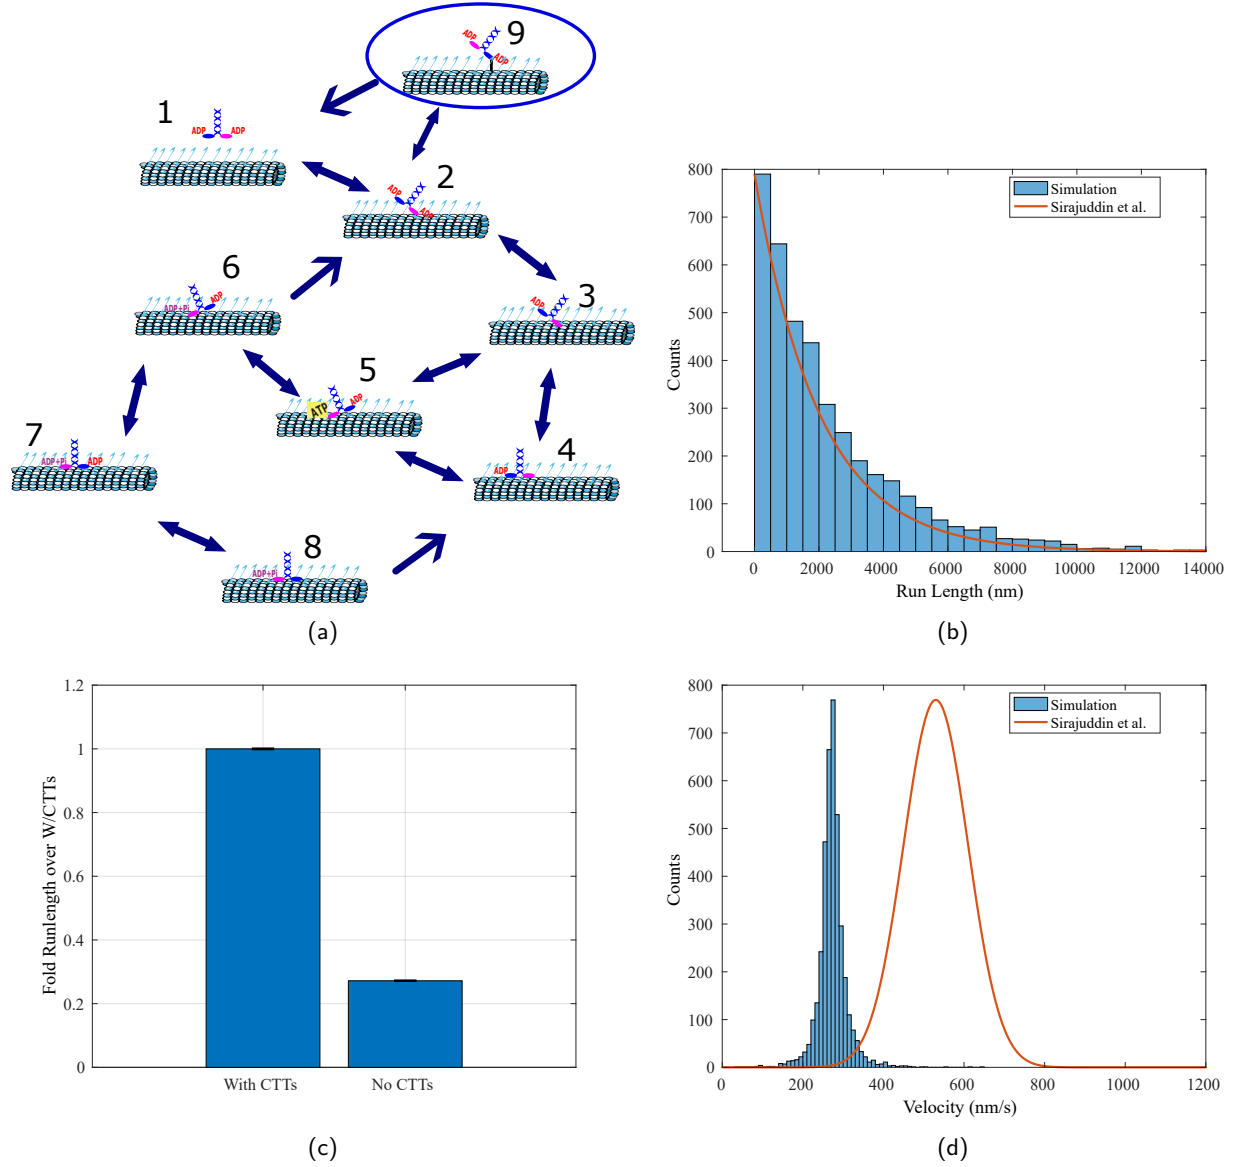 9
ADP
ADP
1
ADP
ADP
2
ADP
ADP
6
ADP+Pi
ADP
3
ADP
5
ATP
ADP
7
ADP+Pi
ADP
4
ADP
8
ADP+Pi
(a)
800
700
600
500
400
300
200
100
0
Counts
Simulation
Sirajuddin et al.
0 2000 4000 6000 8000 10000 12000 14000
Run Length (nm)
(b)
1.2
1
0.8
0.6
0.4
0.2
0
Fold Runlength over W/CTTs
With CTTs No CTTs
(c)
800
700
600
500
400
300
200
100
0
Counts
Simulation
Sirajuddin et al.
0 200 400 600 800 1000 1200
Velocity (nm/s)
(d)